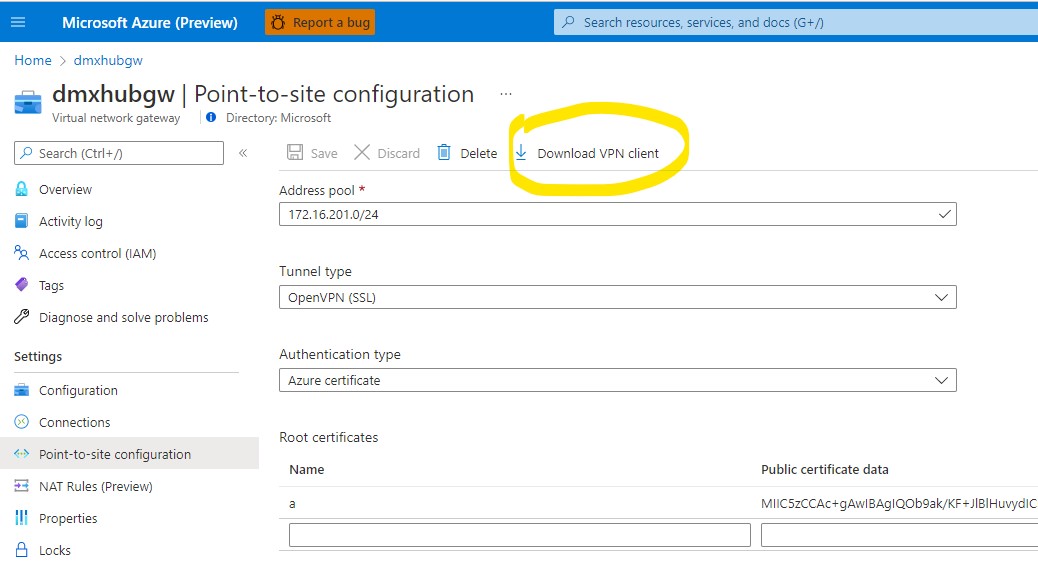 Microsoft Azure (Preview) Report a bug Search resources, services, and docs (G+/)
Home > dmxhubgw
dmxhubgw | Point-to-site configuration ...
Virtual network gateway Directory: Microsoft
Search (Ctrl+/) «
Save Discard Delete Download VPN client
Overview
Activity log
Access control (IAM)
Tags
Diagnose and solve problems
Settings
Configuration
Connections
Point-to-site configuration
NAT Rules (Preview)
Properties
Locks
Address pool *
172.16.201.0/24
Tunnel type
OpenVPN (SSL)
Authentication type
Azure certificate
Root certificates
Name Public certificate data
a MIIC5zCCAc+gAwIBAgIQOb9ak/KF+JlBlHuvydIC